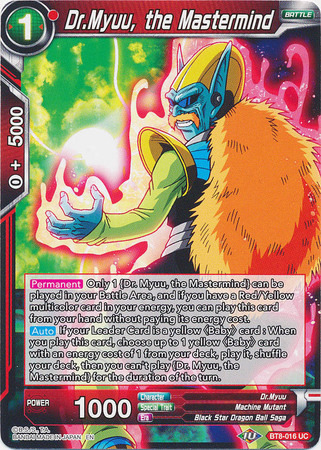 1
Dr.Myuu, the Mastermind
BATTLE
0 + 5000
Permanent Only 1 {Dr. Myuu, the Mastermind} can be
played in your Battle Area, and if you have a Red/Yellow
multicolor card in your energy, you can play this card
from your hand without paying its energy cost.
Auto If your Leader Card is a yellow 《Baby》 card : When
you play this card, choose up to 1 yellow 《Baby》 card
with an energy cost of 1 from your deck, play it, shuffle
your deck, then you can't play {Dr. Myuu, the
Mastermind} for the duration of the turn.
POWER
1000
Character
Dr.Myuu
Special Trait
Machine Mutant
Era
Black Star Dragon Ball Saga
BANDAI MADE IN JAPAN EN
BT8-016 UC